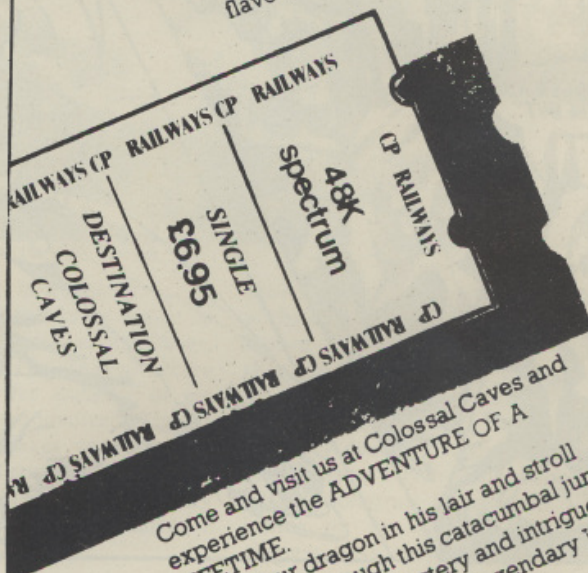 RAILWAYS CP RAILWAYS CP RAILWAYS
CP RAILWAYS
48K
spectrum
SINGLE
£6.95
DESTINATION
COLOSSAL
CAVES
RAILWAYS CP RAILWAYS CP RAILWAYS CP
Come and visit us at Colossal Caves and
experience the ADVENTURE OF A
dragon in his lair and stroll
this catacumbal
and intrigue